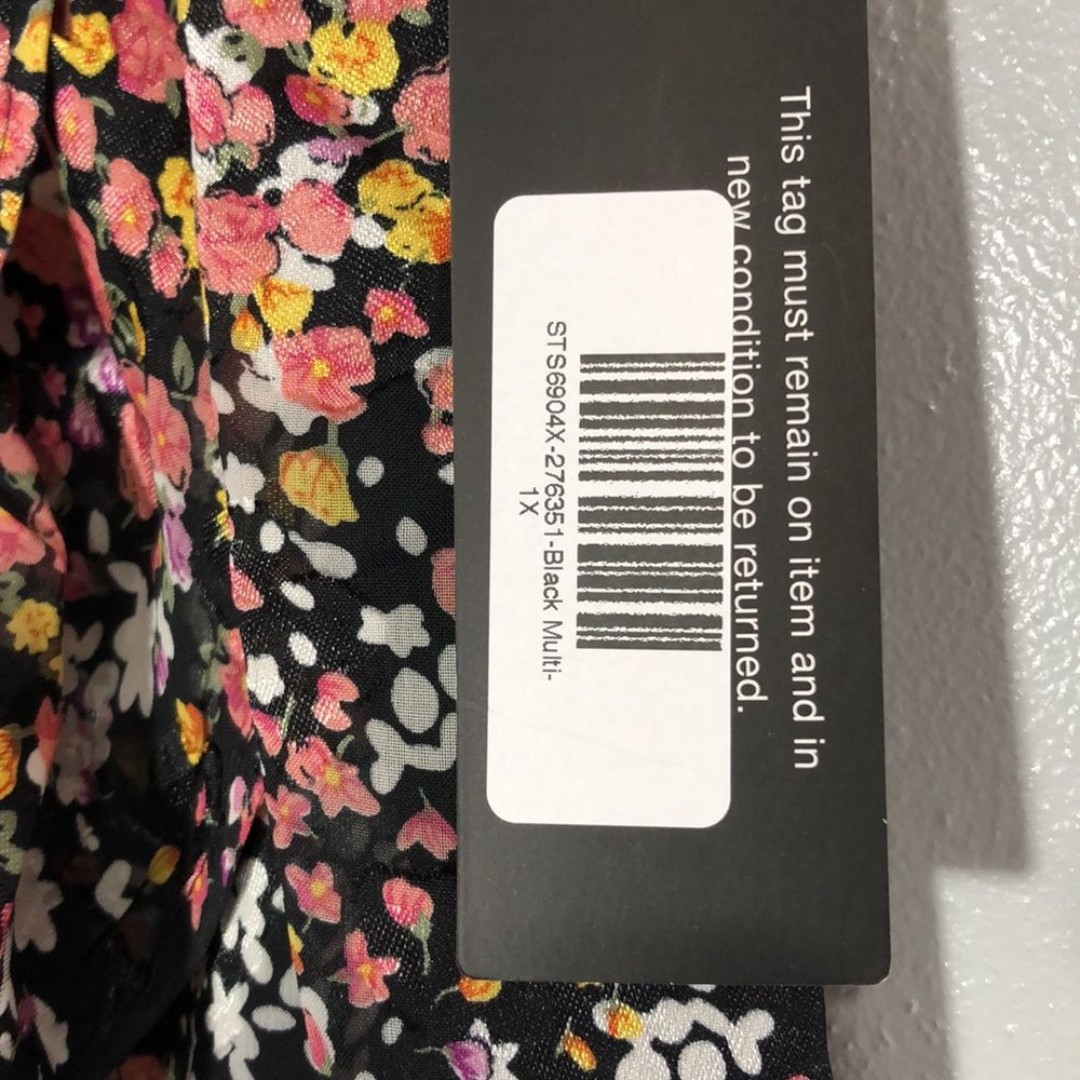 This tag must remain on item and in
new condition to be returned.
STS6904X-276351-Black Multi-
1X